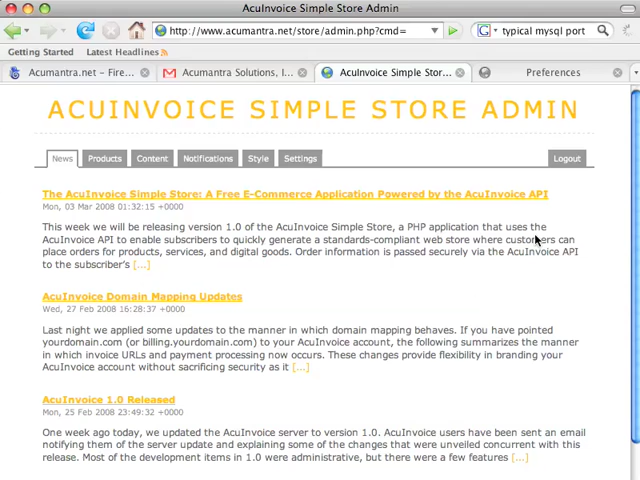 AcuInvoice Simple Store Admin
http://www.acumantra.net/store/admin.php?cmd=
typical mysql port
Getting Started Latest Headlines
Acumantra.net – Fire... Acumantra Solutions, I... AcuInvoice Simple Stor... Preferences
ACUINVOICE SIMPLE STORE ADMIN
News Products Content Notifications Style Settings Logout
The AcuInvoice Simple Store: A Free E-Commerce Application Powered by the AcuInvoice API
Mon, 03 Mar 2008 01:32:15 +0000
This week we will be releasing version 1.0 of the AcuInvoice Simple Store, a PHP application that uses the
AcuInvoice API to enable subscribers to quickly generate a standards-compliant web store where customers can
place orders for products, services, and digital goods. Order information is passed securely via the AcuInvoice API
to the subscriber's [...]
AcuInvoice Domain Mapping Updates
Wed, 27 Feb 2008 16:28:37 +0000
Last night we applied some updates to the manner in which domain mapping behaves. If you have pointed
yourdomain.com (or billing.yourdomain.com) to your AcuInvoice account, the following summarizes the manner
in which invoice URLs and payment processing now occurs. These changes provide flexibility in branding your
AcuInvoice account without sacrificing security as it [...]
AcuInvoice 1.0 Released
Mon, 25 Feb 2008 23:49:32 +0000
One week ago today, we updated the AcuInvoice server to version 1.0. AcuInvoice users have been sent an email
notifying them of the server update and explaining some of the changes that were unveiled concurrent with this
release. Most of the development items in 1.0 were administrative, but there were a few features [...]